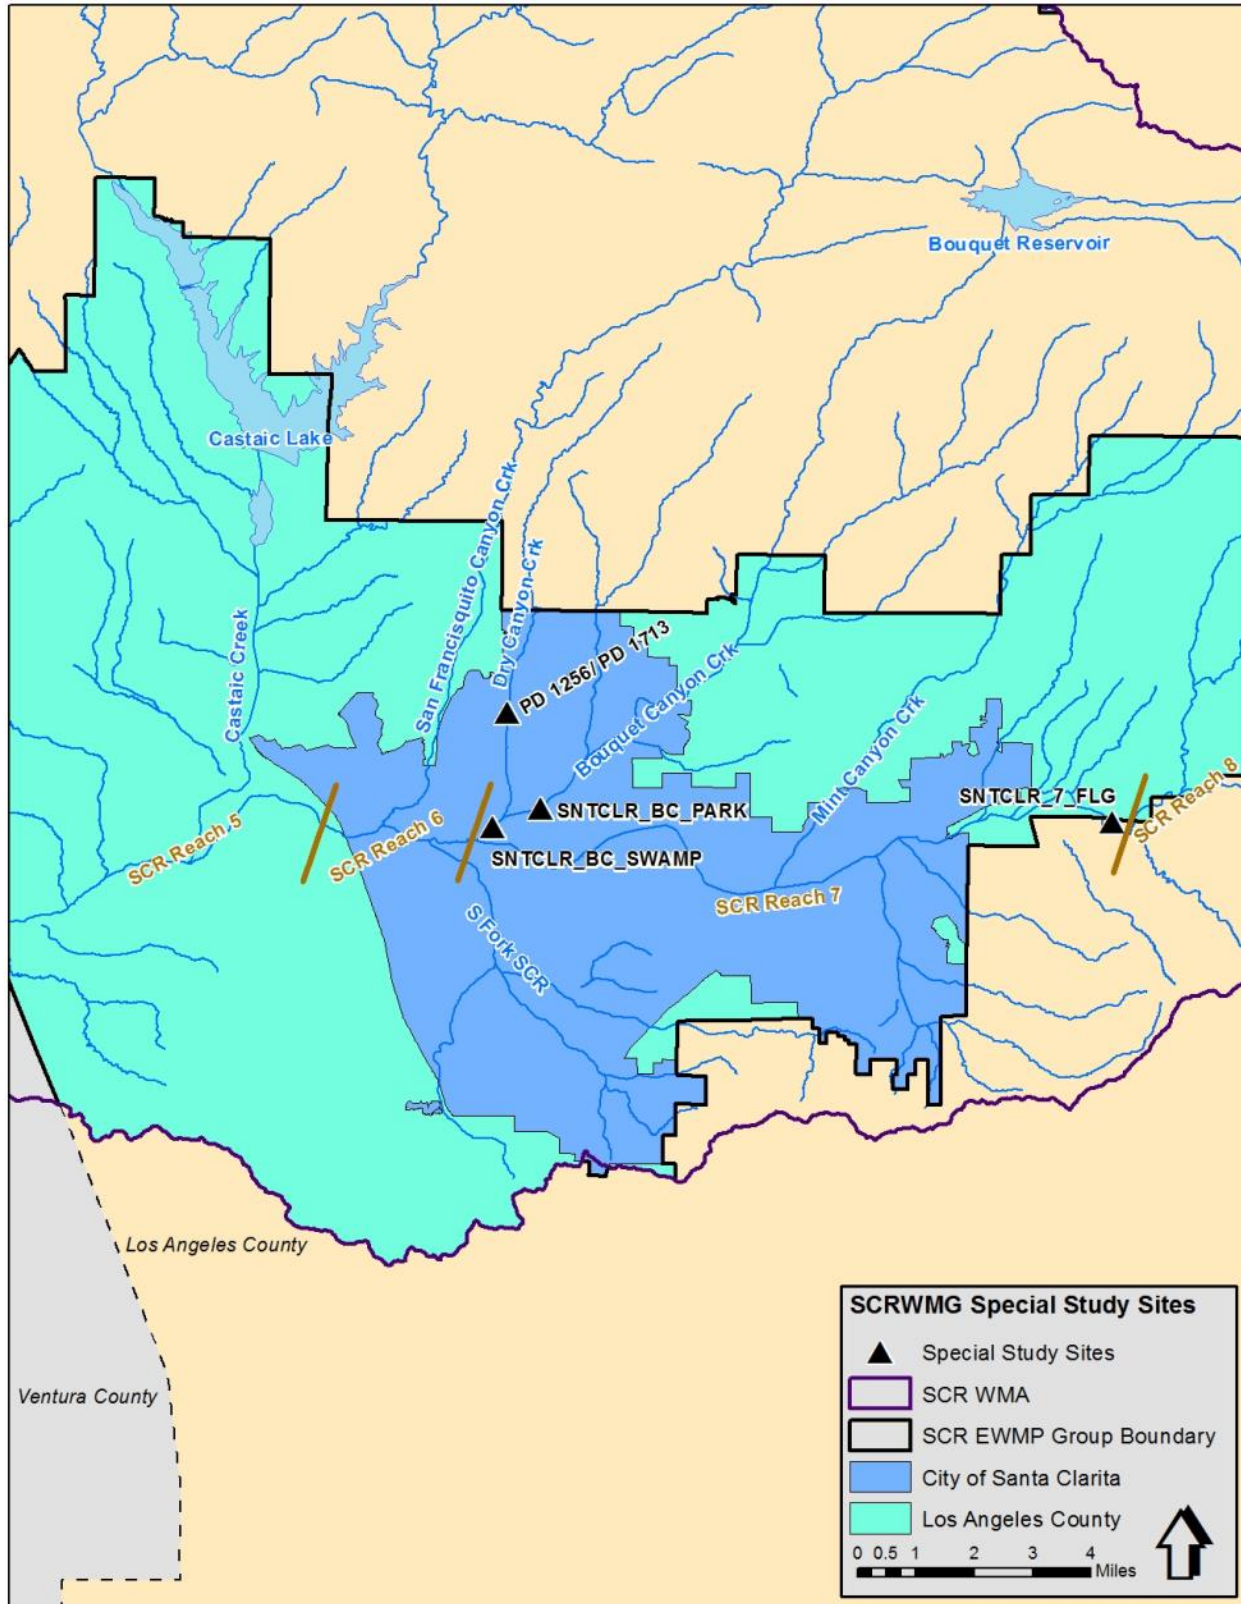 Bouquet Reservoir
Castaic Lake
San Francisquito Canyon Crk
Dry Canyon Crk
Castaic Creek
PD 1256/ PD 1713
Bouquet Canyon Crk
Mint Canyon Crk
SNTCLR_7_FLG
SCR Reach 8
SNTCLR_BC_PARK
SCR Reach 5
SCR Reach 6
SNTCLR_BC_SWAMP
SCR Reach 7
S Fork SCR
Los Angeles County
Ventura County
SCRWMG Special Study Sites
Special Study Sites
SCR WMA
SCR EWMP Group Boundary
City of Santa Clarita
Los Angeles County
0 0.5 1 2 3 4
Miles